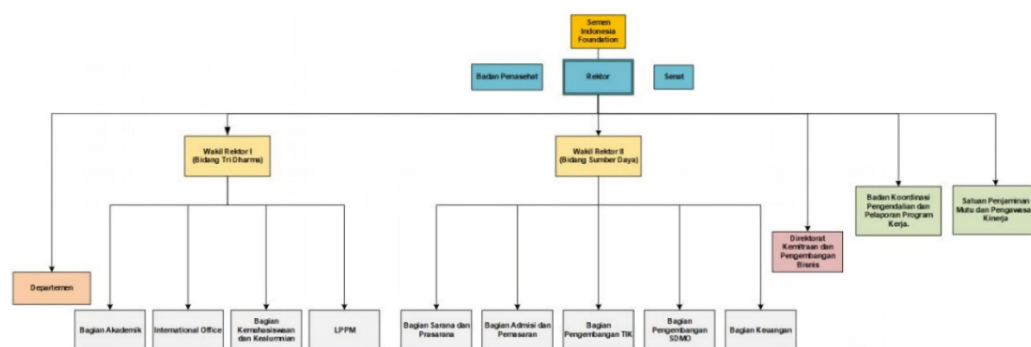 Semen
Indonesia
Foundation
Badan Penasehat
Rektor
Senat
Wakil Rektor I
(Bidang Tri Dharma)
Wakil Rektor II
(Bidang Sumber Daya)
Badan Koordinasi
Pengendalian dan
Pelaporan Program
Kerja.
Satuan Penjaminan
Mutu dan Pengawasan
Kinerja
Direktorat
Kemitraan dan
Pengembangan
Bisnis
Departemen
Bagian Akademik
International Office
Bagian
Kemahasiswaan
dan Kealumnian
LPPM
Bagian Sarana dan
Prasarana
Bagian Admisi dan
Pemasaran
Bagian
Pengembangan TIK
Bagian
Pengembangan
SDMO
Bagian Keuangan